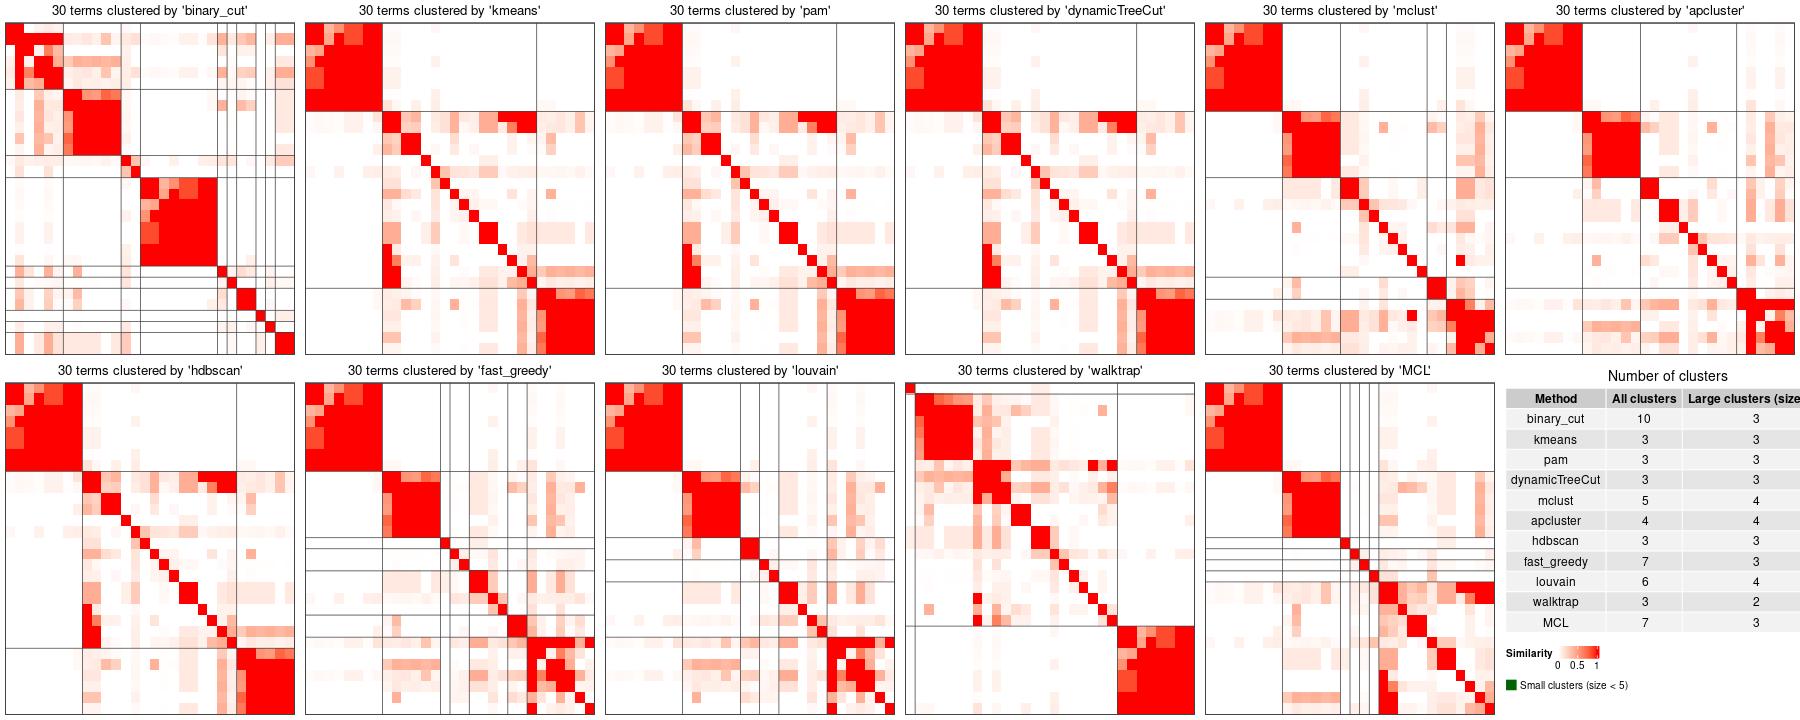 30 terms clustered by 'binary_cut'
30 terms clustered by 'kmeans'
30 terms clustered by 'pam'
30 terms clustered by 'dynamicTreeCut'
30 terms clustered by 'mclust'
30 terms clustered by 'apcluster'
30 terms clustered by 'hdbscan'
30 terms clustered by 'fast_greedy'
30 terms clustered by 'louvain'
30 terms clustered by 'walktrap'
30 terms clustered by 'MCL'
Number of clusters
Method All clusters Large clusters (size
binary_cut 10 3
kmeans 3 3
pam 3 3
dynamicTreeCut 3 3
mclust 5 4
apcluster 4 4
hdbscan 3 3
fast_greedy 7 3
louvain 6 4
walktrap 3 2
MCL 7 3
Similarity
0 0.5 1
Small clusters (size < 5)